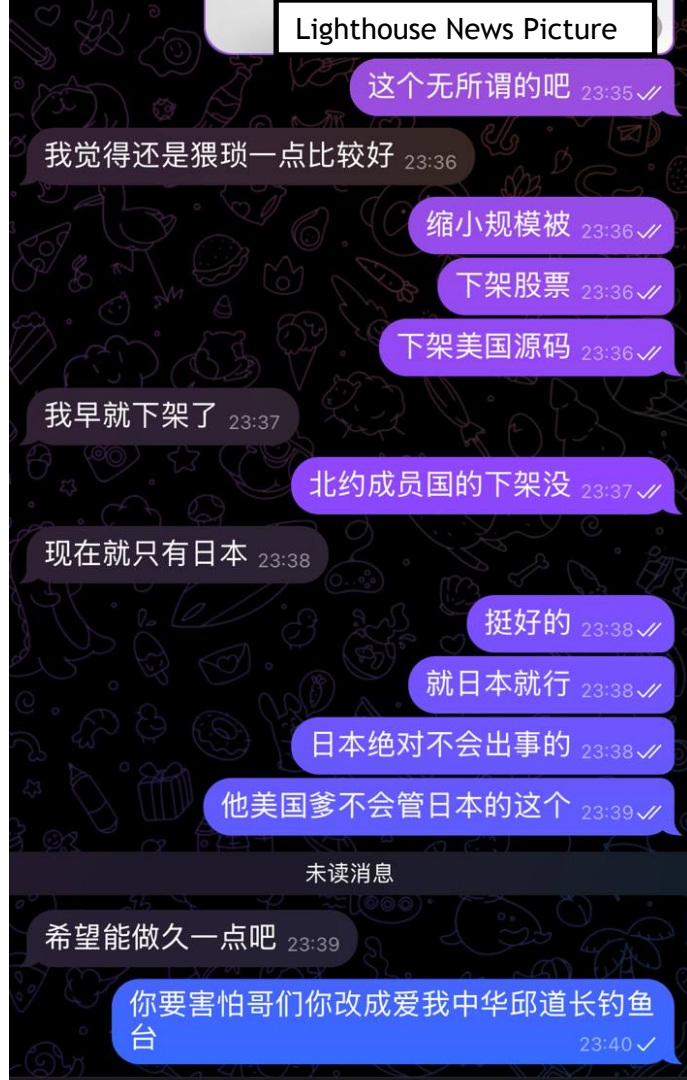 Lighthouse News Picture
这个无所谓的吧 23:35
我觉得还是猥琐一点比较好 23:36
缩小规模被 23:36
下架股票 23:36
下架美国源码 23:36
我早就下架了 23:37
北约成员国的下架没 23:37
现在就只有日本 23:38
挺好的 23:38
就日本就行 23:38
日本绝对不会出事的 23:38
他美国爹不会管日本的这个 23:39
未读消息
希望能做久一点吧 23:39
你要害怕哥们你改成爱我中华邱道长钓鱼
台 23:40